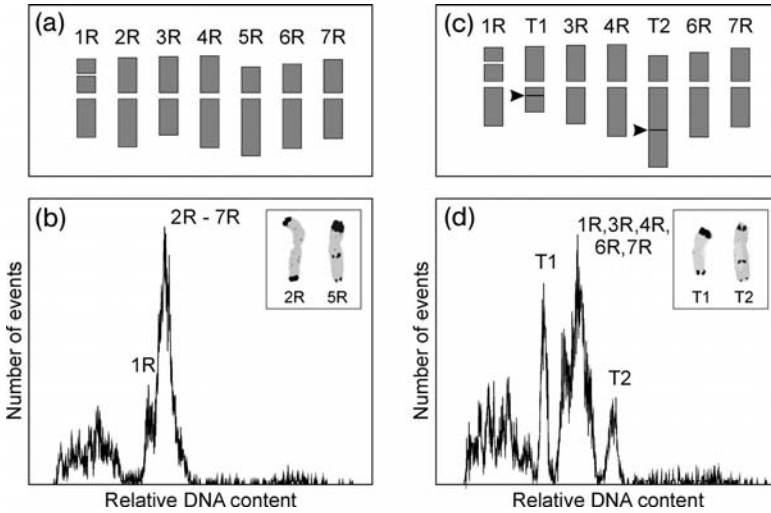 (a)
1R 2R 3R 4R 5R 6R 7R
(b)
2R - 7R
1R
2R 5R
Number of events
Relative DNA content
(c)
1R T1 3R 4R T2 6R 7R
(d)
T1
1R,3R,4R,
6R,7R
T2
T1 T2
Number of events
Relative DNA content